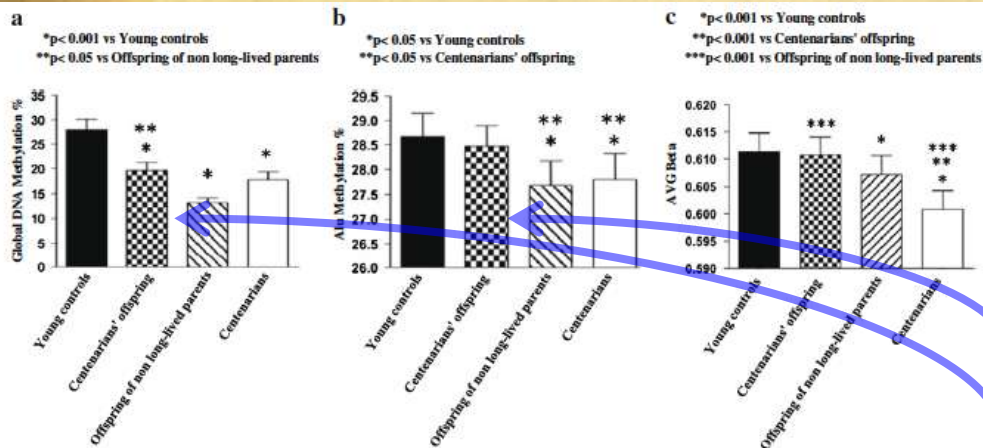 a
*p< 0.001 vs Young controls
**p< 0.05 vs Offspring of non long-lived parents
Global DNA Methylation %
35
30
25
20
15
10
5
0
**
*
*
*
Young controls
Centenarians' offspring
Offspring of non long-lived parents
Centenarians
b
*p< 0.05 vs Young controls
**p< 0.05 vs Centenarians' offspring
Alu Methylation %
29.5
29.0
28.5
28.0
27.5
27.0
26.5
26.0
**
*
**
*
Young controls
Centenarians' offspring
Offspring of non long-lived parents
Centenarians
c
*p< 0.001 vs Young controls
**p< 0.001 vs Centenarians' offspring
***p< 0.001 vs Offspring of non long-lived parents
AVG Beta
0.620
0.615
0.610
0.605
0.600
0.595
0.590
***
*
***
**
*
Young controls
Centenarians' offspring
Offspring of non long-lived parents
Centenarians